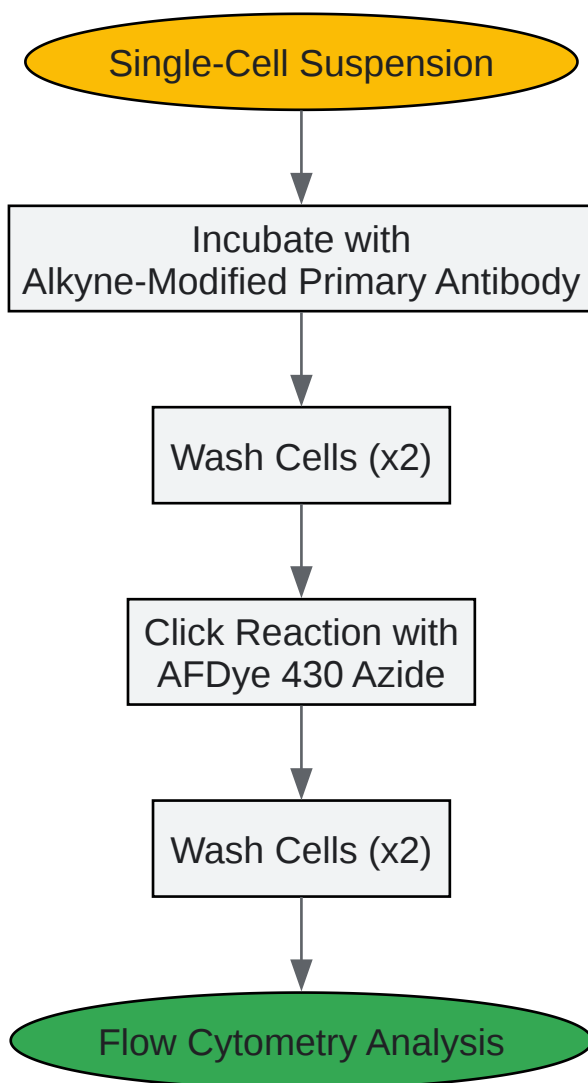 Single-Cell Suspension
Incubate with
Alkyne-Modified Primary Antibody
Wash Cells (x2)
Click Reaction with
AFDye 430 Azide
Wash Cells (x2)
Flow Cytometry Analysis